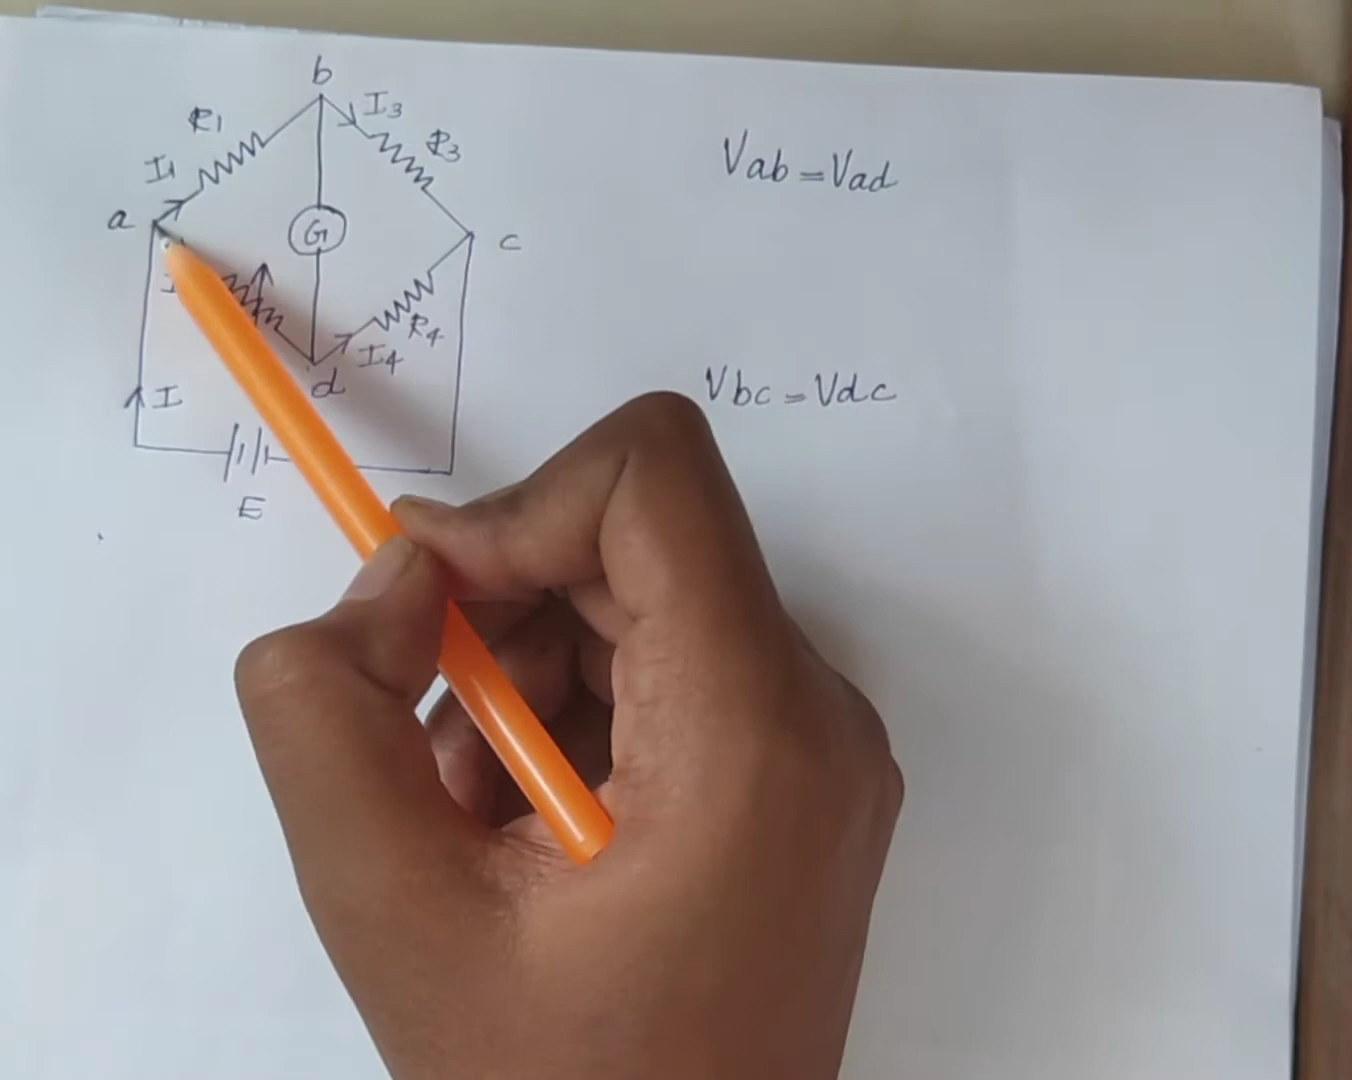 b
I3
R1
R3
I1
a
G
c
I
R4
I4
d
I
E
Vab = Vad
Vbc = Vdc